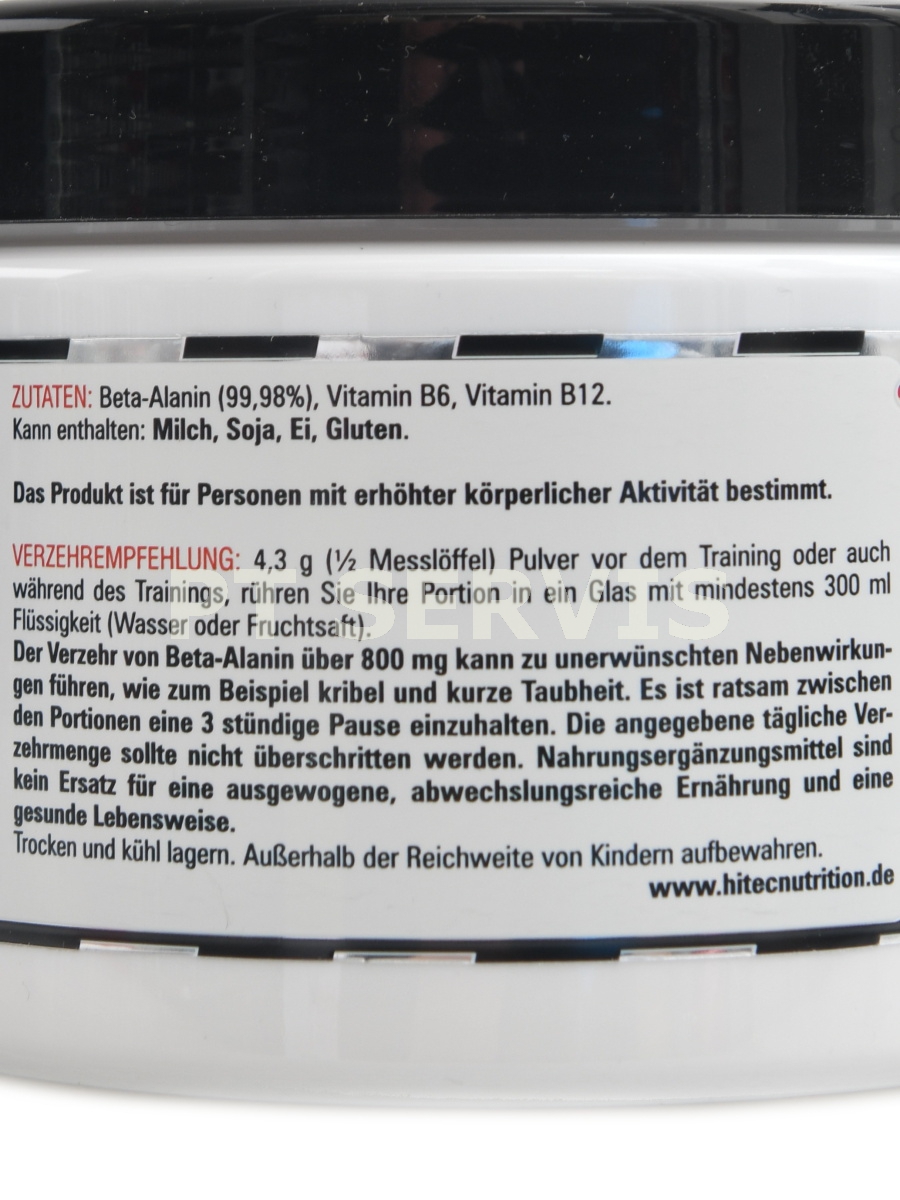 ZUTATEN: Beta-Alanin (99,98%), Vitamin B6, Vitamin B12.
Kann enthalten: Milch, Soja, Ei, Gluten.
Das Produkt ist für Personen mit erhöhter körperlicher Aktivität bestimmt.
VERZEHREMPFEHLUNG: 4,3 g (½ Messlöffel) Pulver vor dem Training oder auch
während des Trainings, rühren Sie Ihre Portion in ein Glas mit mindestens 300 ml
Flüssigkeit (Wasser oder Fruchtsaft).
PT SERVIS
Der Verzehr von Beta-Alanin über 800 mg kann zu unerwünschten Nebenwirkun-
gen führen, wie zum Beispiel kribel und kurze Taubheit. Es ist ratsam zwischen
den Portionen eine 3 stündige Pause einzuhalten. Die angegebene tägliche Ver-
zehrmenge sollte nicht überschritten werden. Nahrungsergänzungsmittel sind
kein Ersatz für eine ausgewogene, abwechslungsreiche Ernährung und eine
gesunde Lebensweise.
Trocken und kühl lagern. Außerhalb der Reichweite von Kindern aufbewahren.
www.hitecnutrition.de